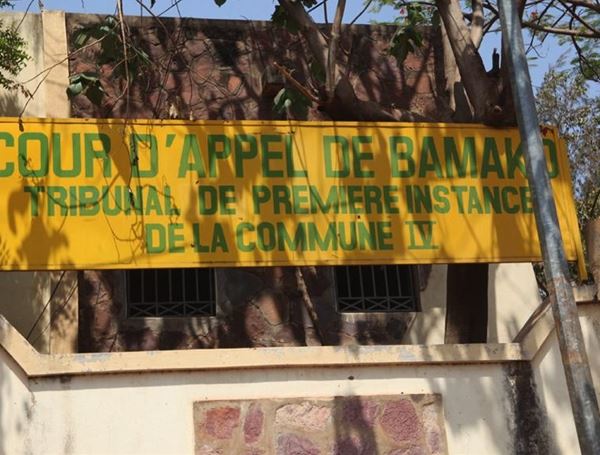 COUR D'APPEL DE BAMAKO
TRIBUNAL DE PREMIERE INSTANCE
DE LA COMMUNE IV